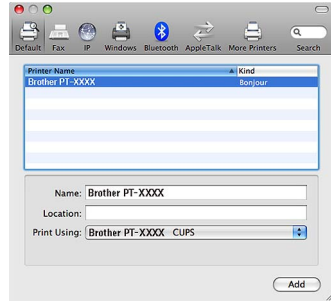 Default Fax IP Windows Bluetooth AppleTalk More Printers Search
Printer Name Kind
Brother PT-XXXX Bonjour
Name: Brother PT-XXXX
Location:
Print Using: Brother PT-XXXX CUPS
Add